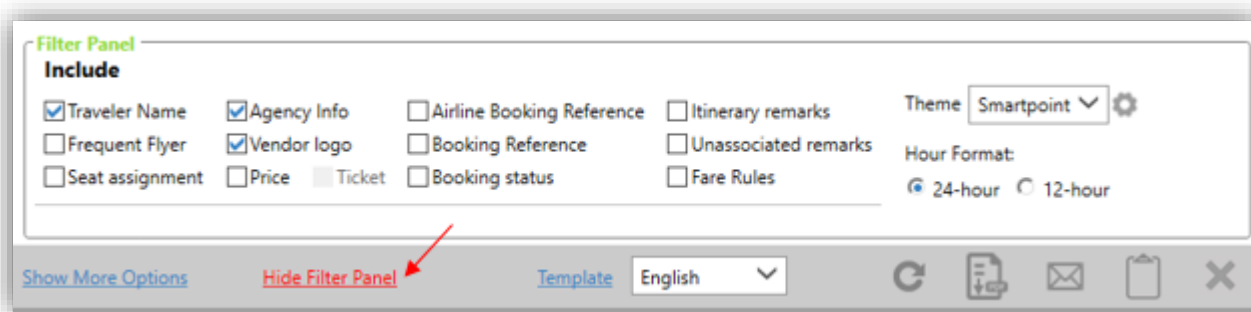 Filter Panel
Include
Traveler Name Agency Info Airline Booking Reference Itinerary remarks Theme Smartpoint
Frequent Flyer Vendor logo Booking Reference Unassociated remarks Hour Format:
Seat assignment Price Ticket Booking status Fare Rules 24-hour 12-hour
Show More Options Hide Filter Panel Template English